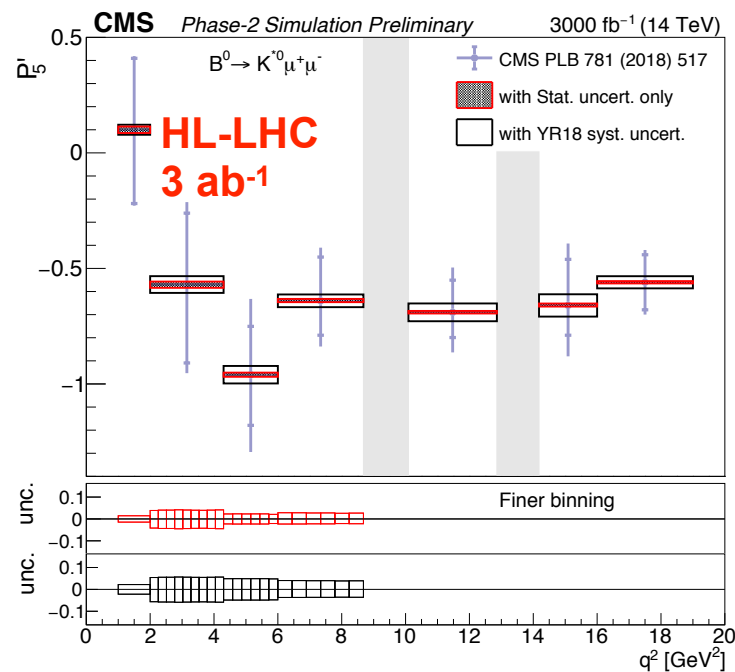 CMS Phase-2 Simulation Preliminary 3000 fb⁻¹ (14 TeV)
P₅'
B⁰→ K*⁰μ⁺μ⁻
CMS PLB 781 (2018) 517
with Stat. uncert. only
with YR18 syst. uncert.
HL-LHC
3 ab⁻¹
0.5
0
−0.5
−1
Finer binning
unc.
0.1
0
−0.1
unc.
0.1
0
−0.1
0 2 4 6 8 10 12 14 16 18 20
q² [GeV²]